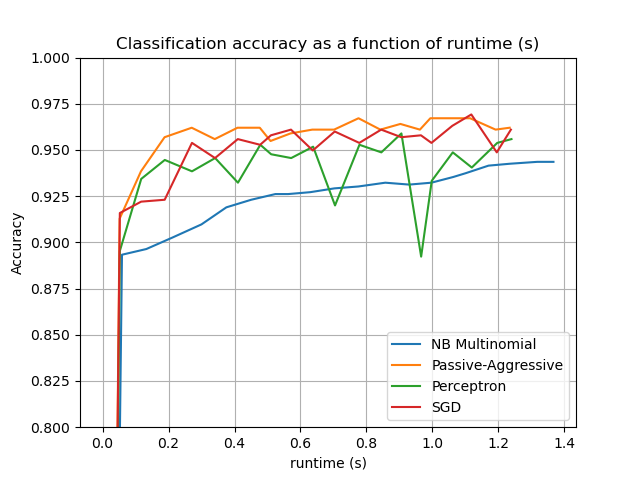 Classification accuracy as a function of runtime (s)
1.000
0.975
0.950
0.925
0.900
0.875
0.850
0.825
0.800
Accuracy
NB Multinomial
Passive-Aggressive
Perceptron
SGD
0.0 0.2 0.4 0.6 0.8 1.0 1.2 1.4
runtime (s)